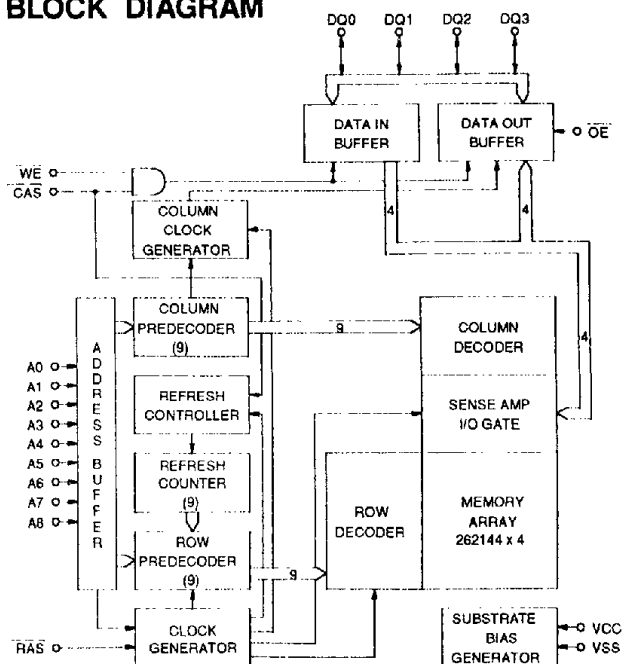 BLOCK DIAGRAM
DQ0 DQ1 DQ2 DQ3
DATA IN
BUFFER
DATA OUT
BUFFER
OE
WE
CAS
4
4
COLUMN
CLOCK
GENERATOR
COLUMN
PREDECODER
(9)
9
COLUMN
DECODER
4
ADDRESS BUFFER
A0
A1
A2
A3
A4
A5
A6
A7
A8
REFRESH
CONTROLLER
SENSE AMP
I/O GATE
REFRESH
COUNTER
(9)
ROW
DECODER
MEMORY
ARRAY
262144 x 4
ROW
PREDECODER
(9)
9
RAS
CLOCK
GENERATOR
SUBSTRATE
BIAS
GENERATOR
VCC
VSS